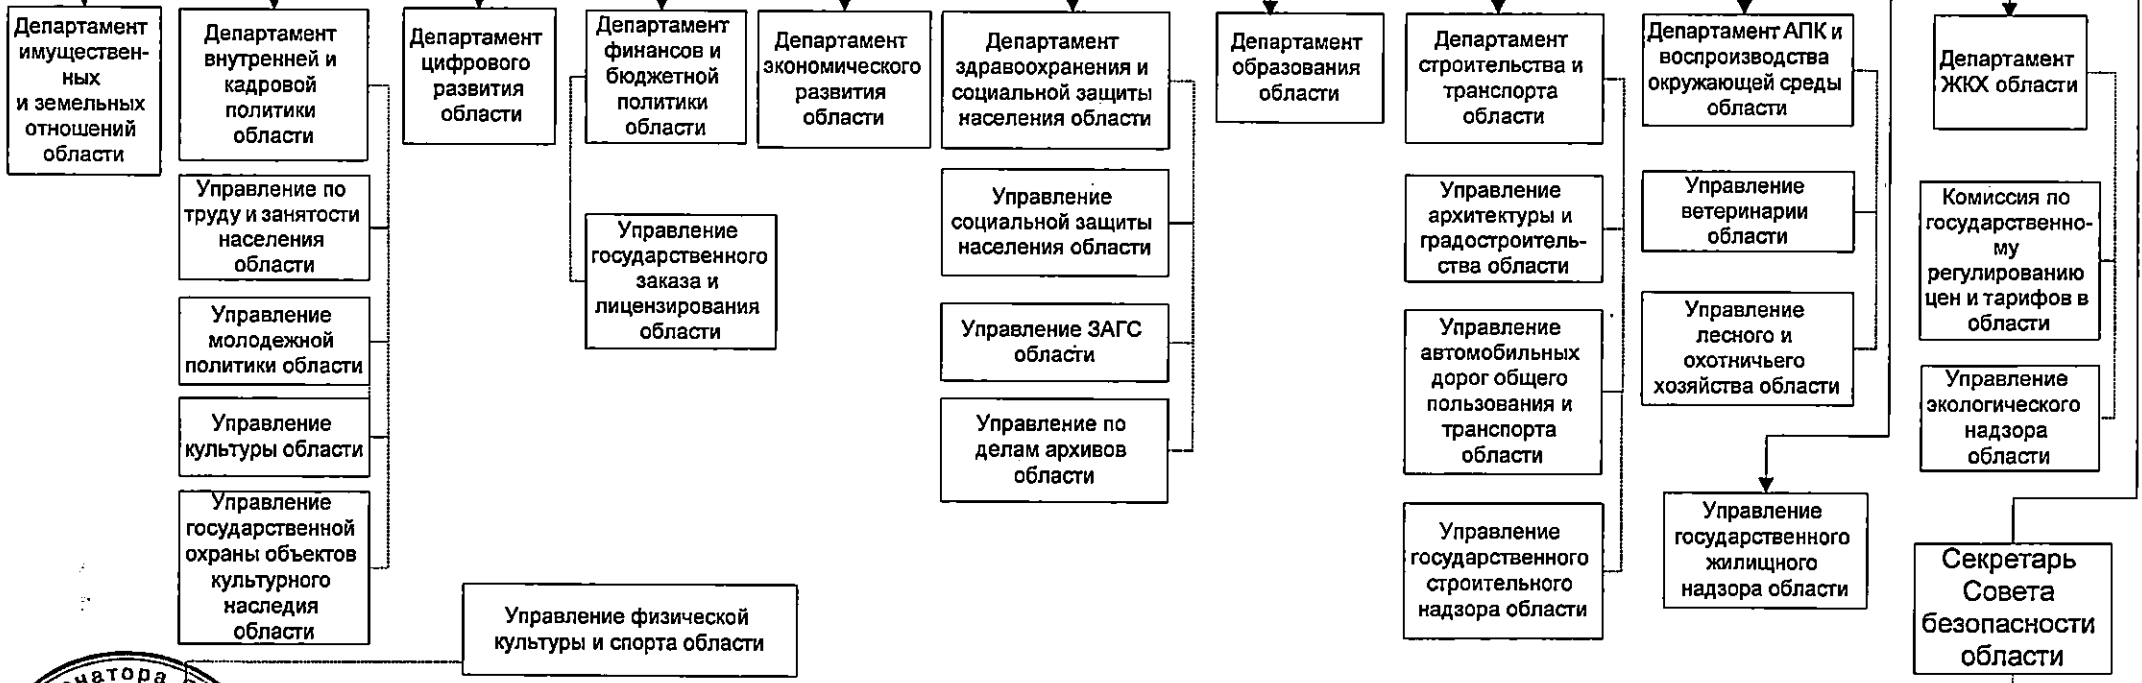 Департамент
имуществен-
ных
и земельных
отношений
области
Департамент
внутренней и
кадровой
политики
области
Департамент
цифрового
развития
области
Департамент
финансов и
бюджетной
политики
области
Департамент
экономического
развития
области
Департамент
здравоохранения и
социальной защиты
населения области
Департамент
образования
области
Департамент
строительства и
транспорта
области
Департамент АПК и
воспроизводства
окружающей среды
области
Департамент
ЖКХ области
Управление по
труду и занятости
населения
области
Управление
молодежной
политики области
Управление
культуры области
Управление
государственной
охраны объектов
культурного
наследия
области
Управление
государственного
заказа и
лицензирования
области
Управление
социальной защиты
населения области
Управление ЗАГС
области
Управление по
делам архивов
области
Управление
архитектуры и
градостроитель-
ства области
Управление
автомобильных
дорог общего
пользования и
транспорта
области
Управление
государственного
строительного
надзора области
Управление
ветеринарии
области
Управление
лесного и
охотничьего
хозяйства области
Управление
государственного
жилищного
надзора области
Комиссия по
государственно-
му
регулированию
цен и тарифов в
области
Управление
экологического
надзора
области
Секретарь
Совета
безопасности
области
Управление физической
культуры и спорта области